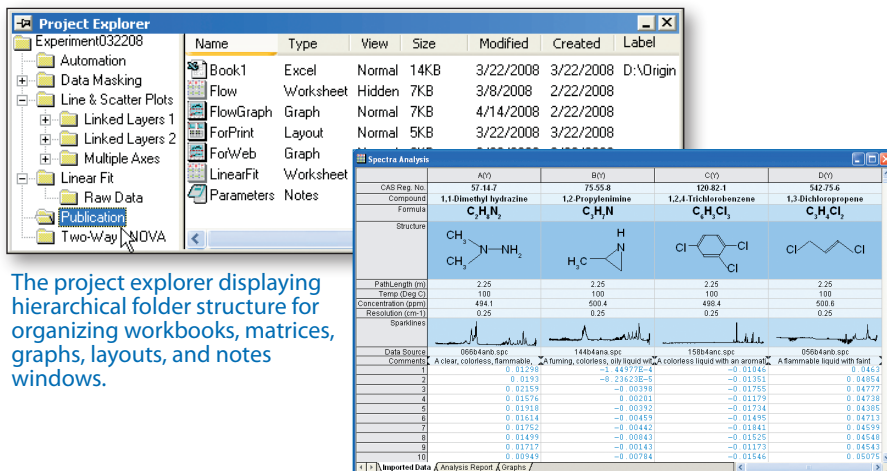 Project Explorer
Experiment032208
Automation
Data Masking
Line & Scatter Plots
Linked Layers 1
Linked Layers 2
Multiple Axes
Linear Fit
Raw Data
Publication
Two-Way NOVA
Name Type View Size Modified Created Label
Book1 Excel Normal 14KB 3/22/2008 3/22/2008 D:\Origin
Flow Worksheet Hidden 7KB 3/8/2008 2/22/2008
FlowGraph Graph Normal 7KB 4/14/2008 2/22/2008
ForPrint Layout Normal 5KB 3/22/2008 3/22/2008
ForWeb Graph
LinearFit Worksheet
Parameters Notes
The project explorer displaying
hierarchical folder structure for
organizing workbooks, matrices,
graphs, layouts, and notes
windows.
Spectra Analysis
A(Y) B(Y) C(Y) D(Y)
CAS Reg. No. 57-14-7 75-55-8 120-82-1 542-75-6
Compound 1,1-Dimethyl hydrazine 1,2-Propylenimine 1,2,4-Trichlorobenzene 1,3-Dichloropropene
Formula C₂H₈N₂ C₃H₇N C₆H₃Cl₃ C₃H₄Cl₂
Structure
CH₃ N—NH₂ CH₃
H N H₃C
Cl Cl Cl
Cl Cl
PathLength (m) 2.25 2.25 2.25 2.25
Temp (Deg C) 100 100 100 100
Concentration (ppm) 494.1 500.4 498.4 500.6
Resolution (cm-1) 0.25 0.25 0.25 0.25
Sparklines
Data Source 066b4anb.spc 144b4ana.spc 158b4anc.spc 056b4anb.spc
Comments A clear, colorless, flammable, A fuming, colorless, oily liquid wit A colorless liquid with an aromat A flammable liquid with faint
1 0.01298 -1.44977E-4 -0.01046 0.0463
2 0.0193 -8.23623E-5 -0.01351 0.04854
3 0.02159 -0.00398 -0.01755 0.04777
4 0.01576 0.00201 -0.01179 0.04738
5 0.01918 -0.00392 -0.01734 0.04385
6 0.01614 -0.00459 -0.01495 0.04713
7 0.01752 -0.00442 -0.01841 0.04599
8 0.01499 -0.00843 -0.01525 0.04548
9 0.01717 -0.00143 -0.01173 0.04543
10 0.00949 -0.00784 -0.01546 0.05075
Imported Data Analysis Report Graphs